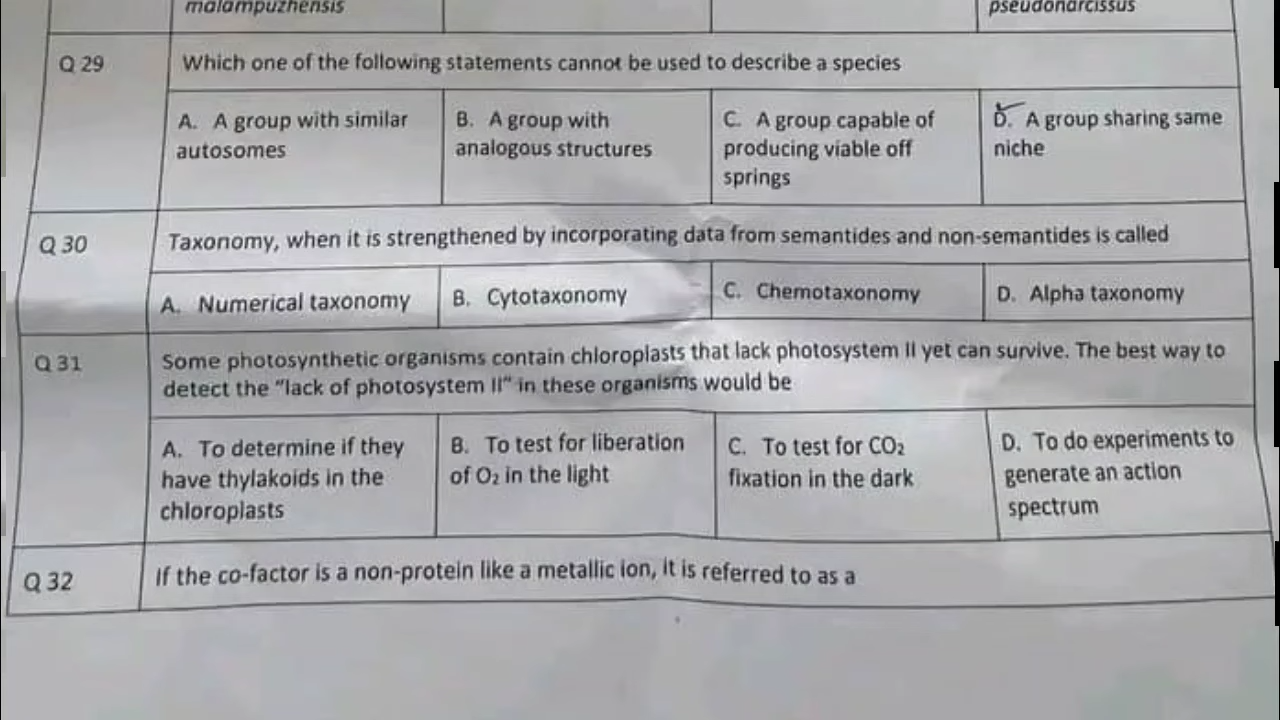 malampuzhensis
pseudonarcissus
Q 29
Which one of the following statements cannot be used to describe a species
A. A group with similar
autosomes
B. A group with
analogous structures
C. A group capable of
producing viable off
springs
D. A group sharing same
niche
Q 30
Taxonomy, when it is strengthened by incorporating data from semantides and non-semantides is called
A. Numerical taxonomy
B. Cytotaxonomy
C. Chemotaxonomy
D. Alpha taxonomy
Q 31
Some photosynthetic organisms contain chloroplasts that lack photosystem II yet can survive. The best way to
detect the "lack of photosystem II" in these organisms would be
A. To determine if they
have thylakoids in the
chloroplasts
B. To test for liberation
of O₂ in the light
C. To test for CO₂
fixation in the dark
D. To do experiments to
generate an action
spectrum
Q 32
If the co-factor is a non-protein like a metallic ion, it is referred to as a